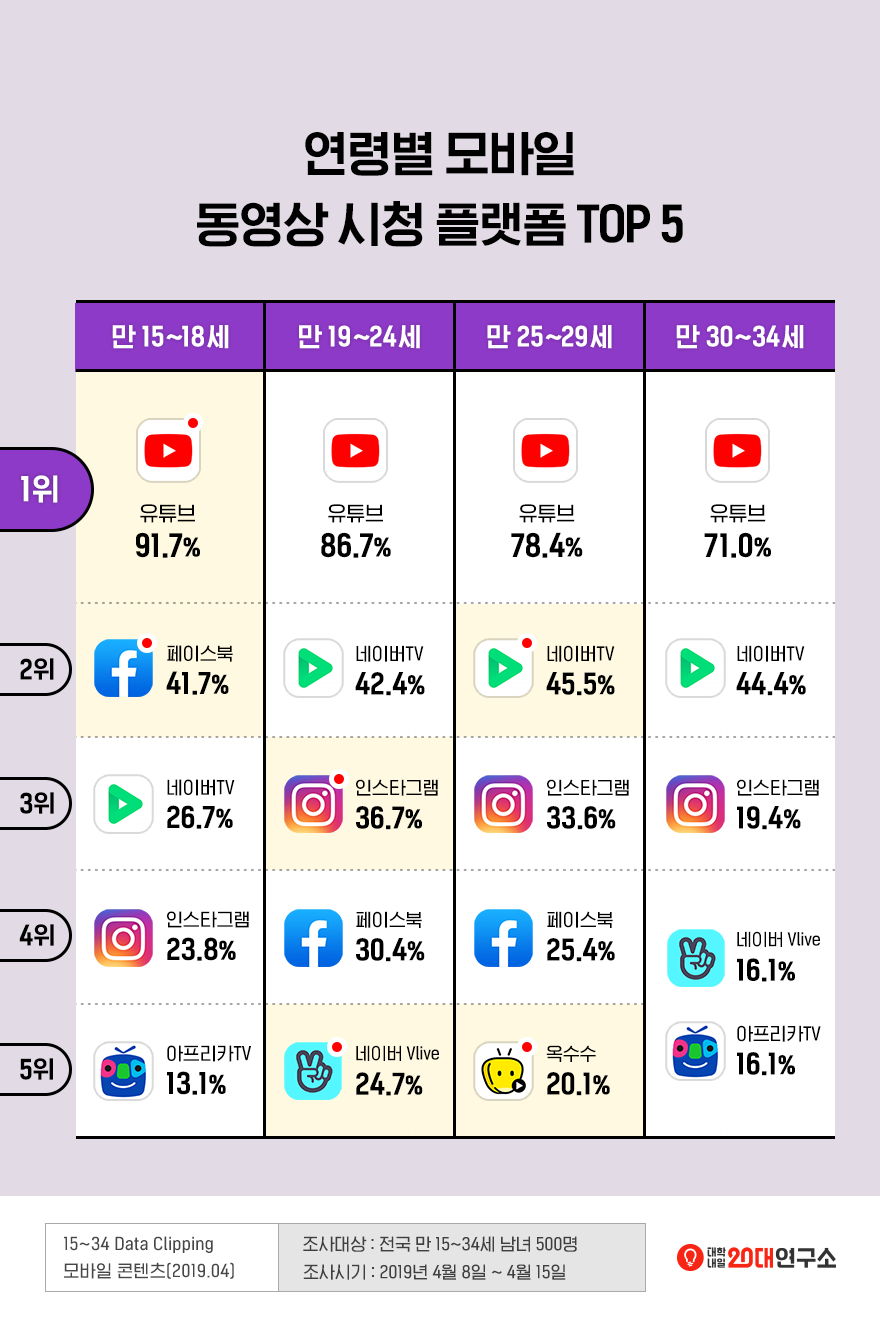 연령별 모바일
동영상 시청 플랫폼 TOP 5
만 15~18세
만 19~24세
만 25~29세
만 30~34세
1위
유튜브
91.7%
유튜브
86.7%
유튜브
78.4%
유튜브
71.0%
2위
페이스북
41.7%
네이버TV
42.4%
네이버TV
45.5%
네이버TV
44.4%
3위
네이버TV
26.7%
인스타그램
36.7%
인스타그램
33.6%
인스타그램
19.4%
4위
인스타그램
23.8%
페이스북
30.4%
페이스북
25.4%
네이버 Vlive
16.1%
5위
아프리카TV
13.1%
네이버 Vlive
24.7%
옥수수
20.1%
아프리카TV
16.1%
15~34 Data Clipping
모바일 콘텐츠(2019.04)
조사대상 : 전국 만 15~34세 남녀 500명
조사시기 : 2019년 4월 8일 ~ 4월 15일
대학내일 20대연구소